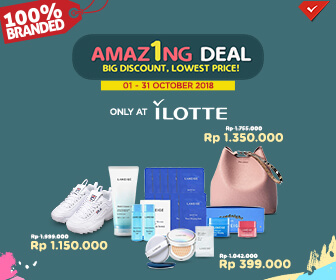 100%
BRANDED
AMAZ1NG DEAL
BIG DISCOUNT, LOWEST PRICE!
01 - 31 OCTOBER 2018
ONLY AT iLOTTE
Rp 1.755.000
Rp 1.350.000
Rp 1.999.000
Rp 1.150.000
Rp 1.042.000
Rp 399.000